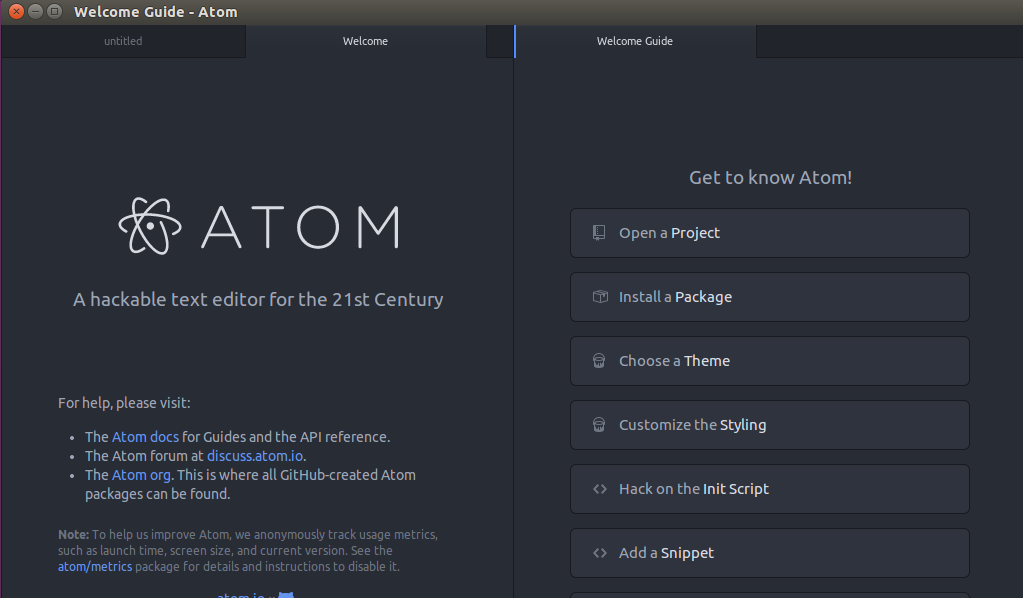 Welcome Guide - Atom
untitled
Welcome
Welcome Guide
ATOM
A hackable text editor for the 21st Century
For help, please visit:
• The Atom docs for Guides and the API reference.
• The Atom forum at discuss.atom.io.
• The Atom org. This is where all GitHub-created Atom
packages can be found.
Note: To help us improve Atom, we anonymously track usage metrics,
such as launch time, screen size, and current version. See the
atom/metrics package for details and instructions to disable it.
atom.io ×
Get to know Atom!
Open a Project
Install a Package
Choose a Theme
Customize the Styling
Hack on the Init Script
Add a Snippet